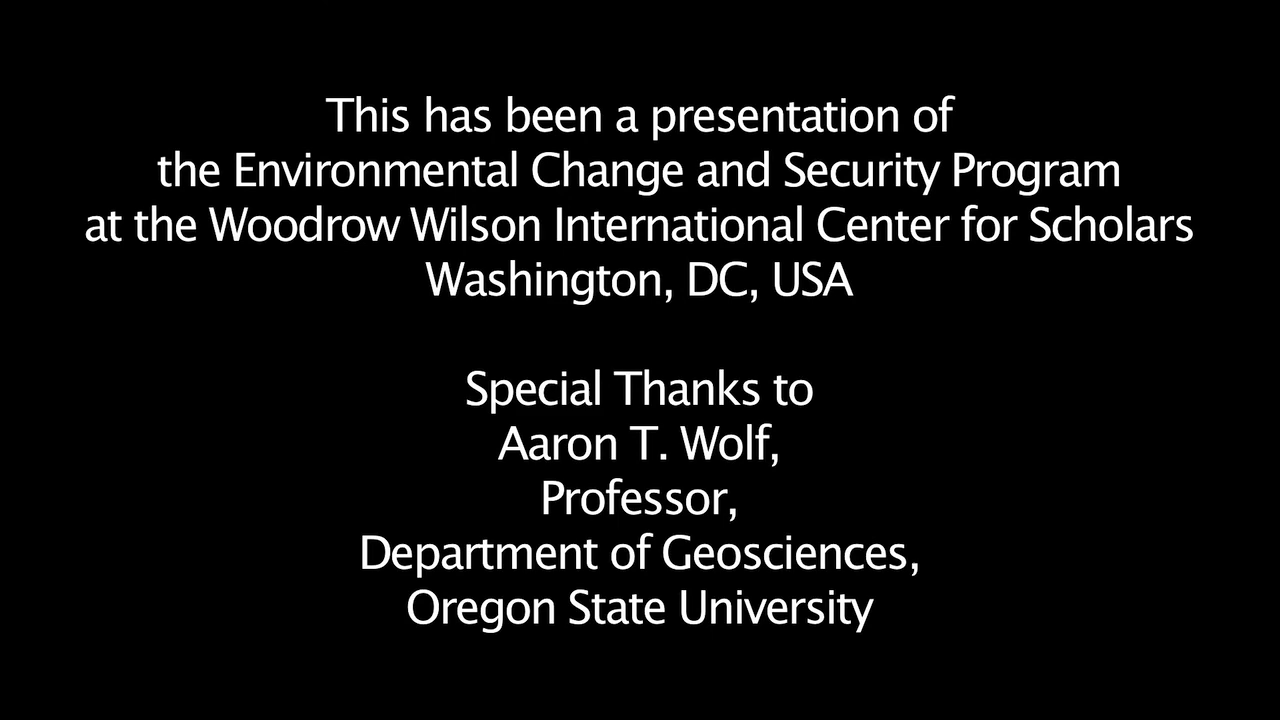 This has been a presentation of
the Environmental Change and Security Program
at the Woodrow Wilson International Center for Scholars
Washington, DC, USA
Special Thanks to
Aaron T. Wolf,
Professor,
Department of Geosciences,
Oregon State University